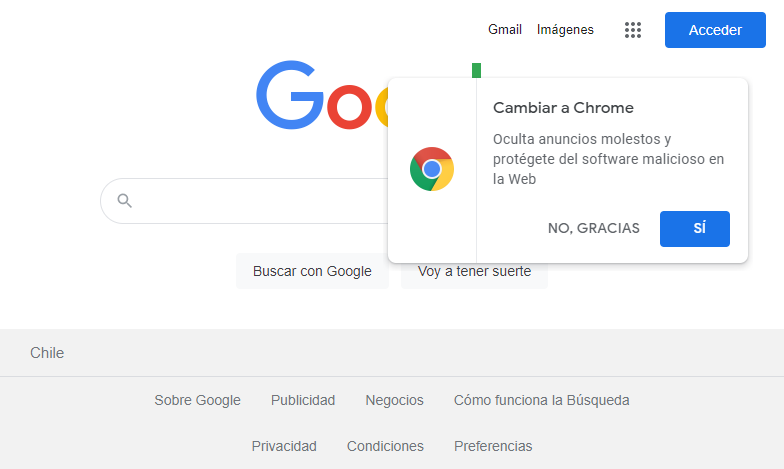 Gmail Imágenes
Acceder
Goo
Cambiar a Chrome
Oculta anuncios molestos y
protégete del software malicioso en
la Web
NO, GRACIAS
SÍ
Buscar con Google
Voy a tener suerte
Chile
Sobre Google Publicidad Negocios Cómo funciona la Búsqueda
Privacidad Condiciones Preferencias